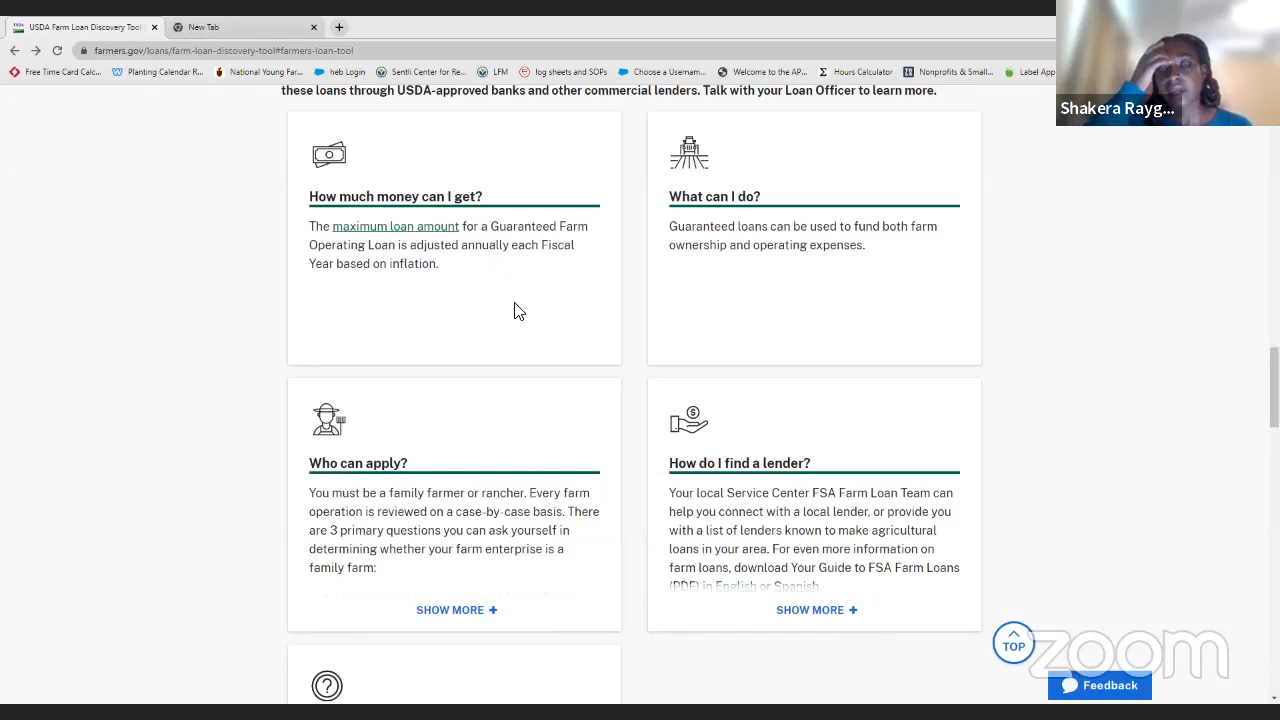 USDA Farm Loan Discovery Tool
New Tab
farmers.gov/loans/farm-loan-discovery-tool#farmers-loan-tool
Free Time Card Calc...
Planting Calendar R...
National Young Far...
heb Login
Sentli Center for Re...
LFM
log sheets and SOPs
Choose a Usernam...
Welcome to the AP...
Hours Calculator
Nonprofits & Small...
Label App
Shakera Rayg...
these loans through USDA-approved banks and other commercial lenders. Talk with your Loan Officer to learn more.
How much money can I get?
The maximum loan amount for a Guaranteed Farm
Operating Loan is adjusted annually each Fiscal
Year based on inflation.
What can I do?
Guaranteed loans can be used to fund both farm
ownership and operating expenses.
Who can apply?
You must be a family farmer or rancher. Every farm
operation is reviewed on a case-by-case basis. There
are 3 primary questions you can ask yourself in
determining whether your farm enterprise is a
family farm:
SHOW MORE +
How do I find a lender?
Your local Service Center FSA Farm Loan Team can
help you connect with a local lender, or provide you
with a list of lenders known to make agricultural
loans in your area. For even more information on
farm loans, download Your Guide to FSA Farm Loans
(PDF) in English or Spanish.
SHOW MORE +
TOP
zoom
Feedback